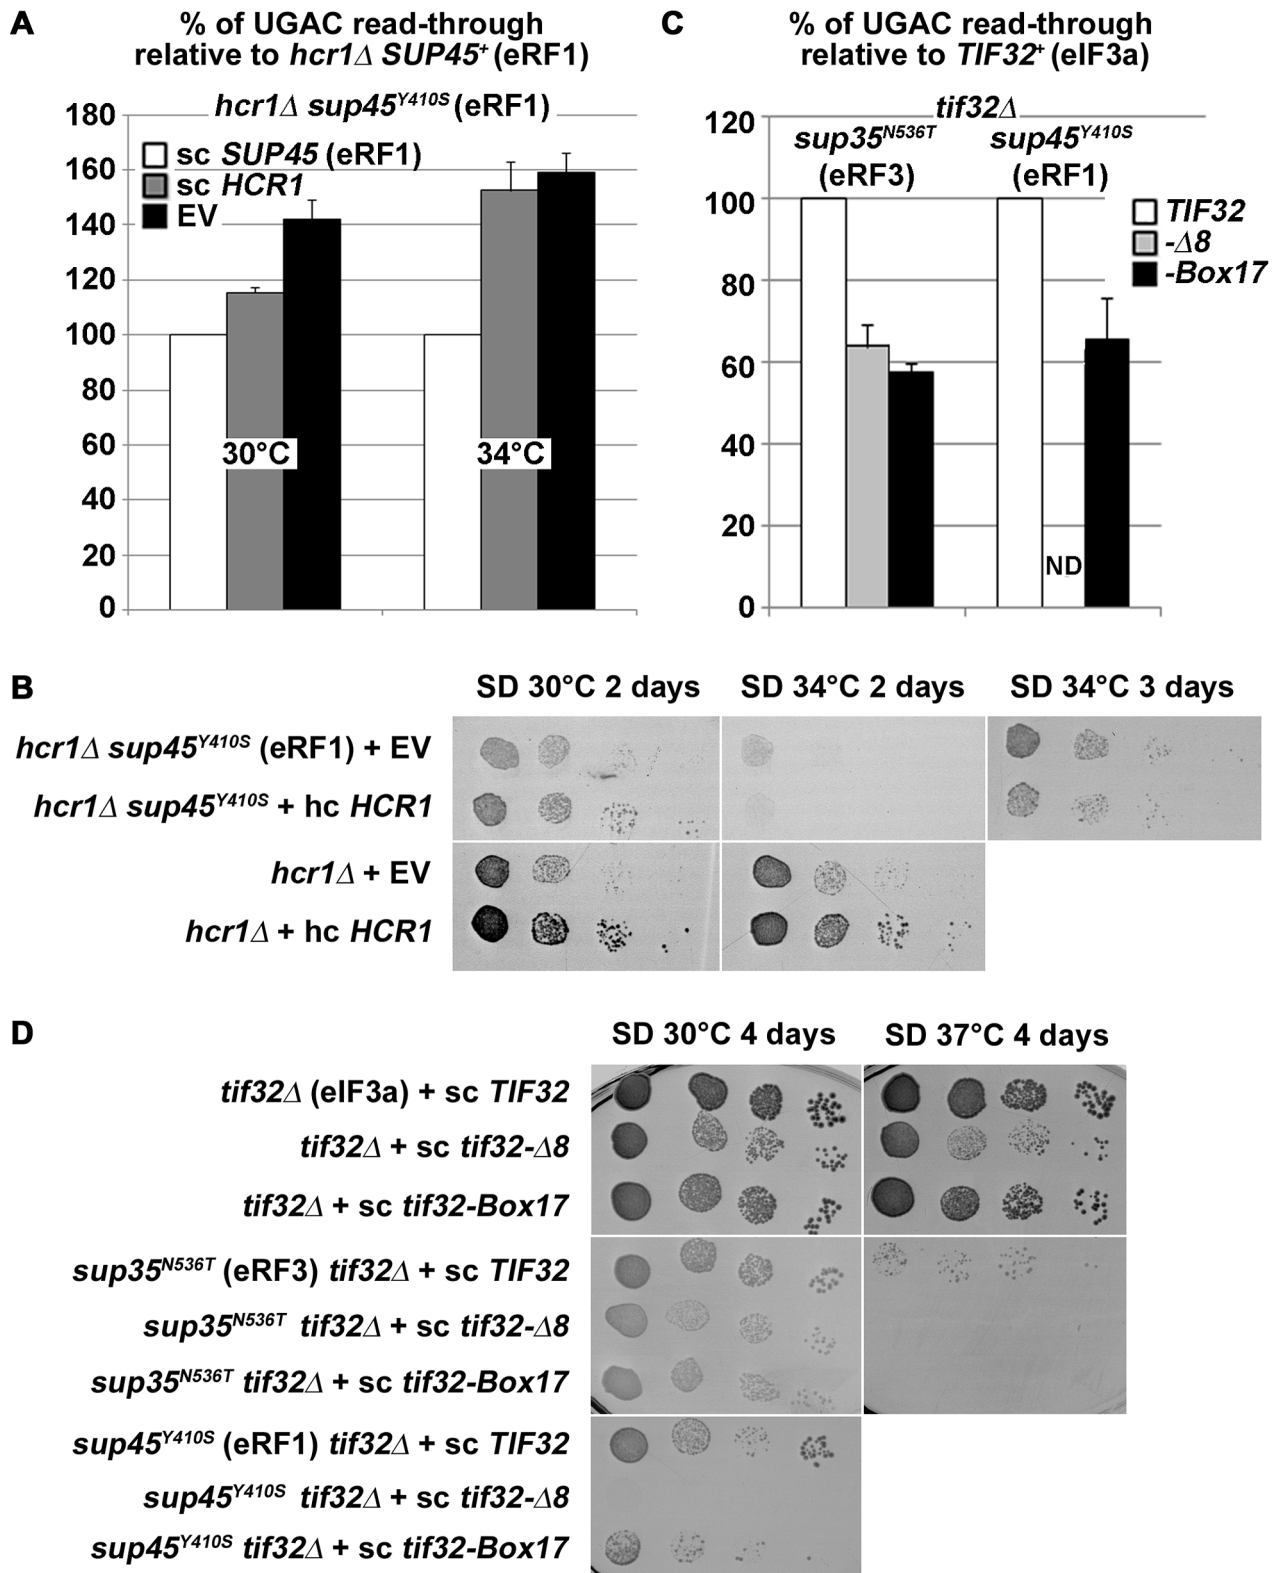 A
% of UGAC read-through
relative to hcr1Δ SUP45⁺ (eRF1)
hcr1Δ sup45ʸ⁴¹⁰ˢ (eRF1)
180
160
140
120
100
80
60
40
20
0
sc SUP45 (eRF1)
sc HCR1
EV
30°C
34°C
C
% of UGAC read-through
relative to TIF32⁺ (eIF3a)
tif32Δ
sup35ᴺ⁵³⁶ᵀ sup45ʸ⁴¹⁰ˢ
(eRF3) (eRF1)
120
100
80
60
40
20
0
TIF32
-Δ8
-Box17
ND
B
SD 30°C 2 days SD 34°C 2 days SD 34°C 3 days
hcr1Δ sup45ʸ⁴¹⁰ˢ (eRF1) + EV
hcr1Δ sup45ʸ⁴¹⁰ˢ + hc HCR1
hcr1Δ + EV
hcr1Δ + hc HCR1
D
SD 30°C 4 days SD 37°C 4 days
tif32Δ (eIF3a) + sc TIF32
tif32Δ + sc tif32-Δ8
tif32Δ + sc tif32-Box17
sup35ᴺ⁵³⁶ᵀ (eRF3) tif32Δ + sc TIF32
sup35ᴺ⁵³⁶ᵀ tif32Δ + sc tif32-Δ8
sup35ᴺ⁵³⁶ᵀ tif32Δ + sc tif32-Box17
sup45ʸ⁴¹⁰ˢ (eRF1) tif32Δ + sc TIF32
sup45ʸ⁴¹⁰ˢ tif32Δ + sc tif32-Δ8
sup45ʸ⁴¹⁰ˢ tif32Δ + sc tif32-Box17